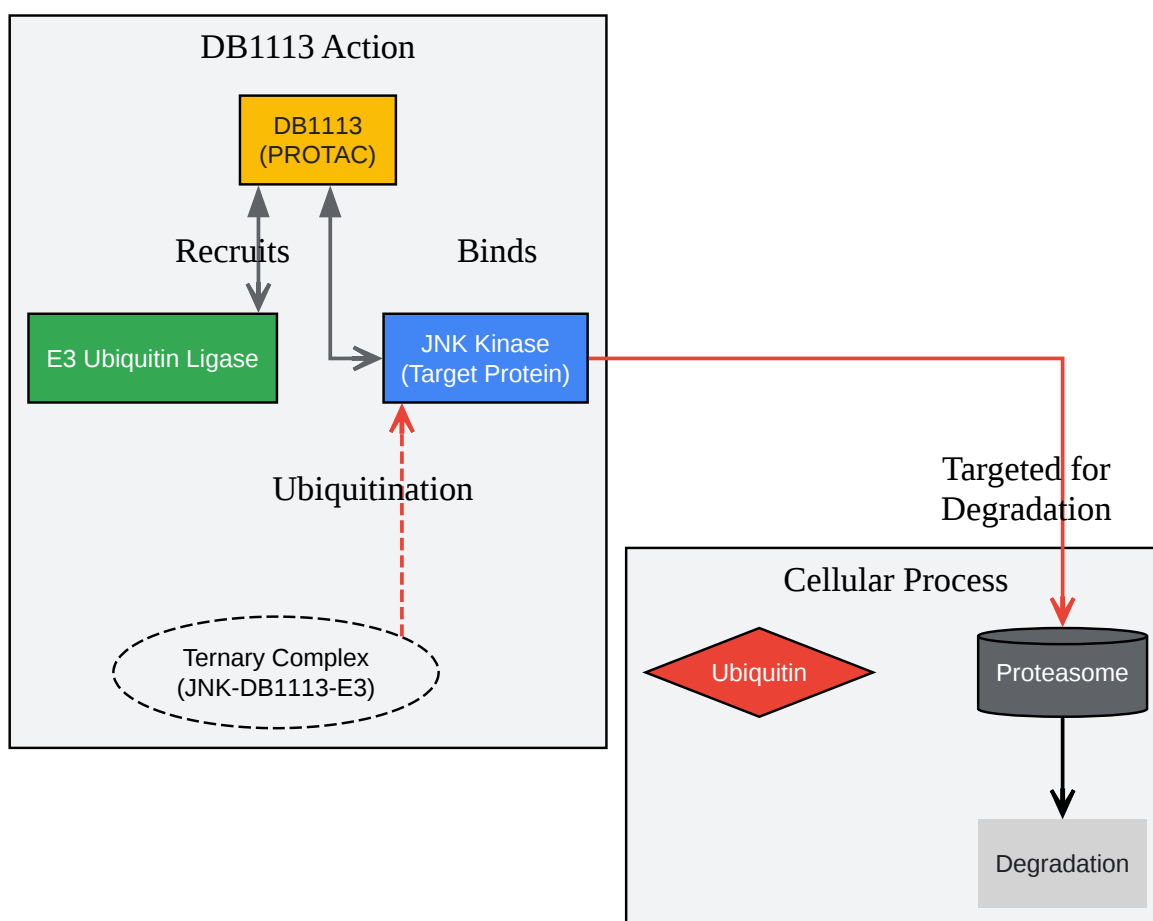 DB1113 Action
DB1113
(PROTAC)
Recruits
Binds
E3 Ubiquitin Ligase
JNK Kinase
(Target Protein)
Ubiquitination
Targeted for
Degradation
Cellular Process
Ternary Complex
(JNK-DB1113-E3)
Ubiquitin
Proteasome
Degradation